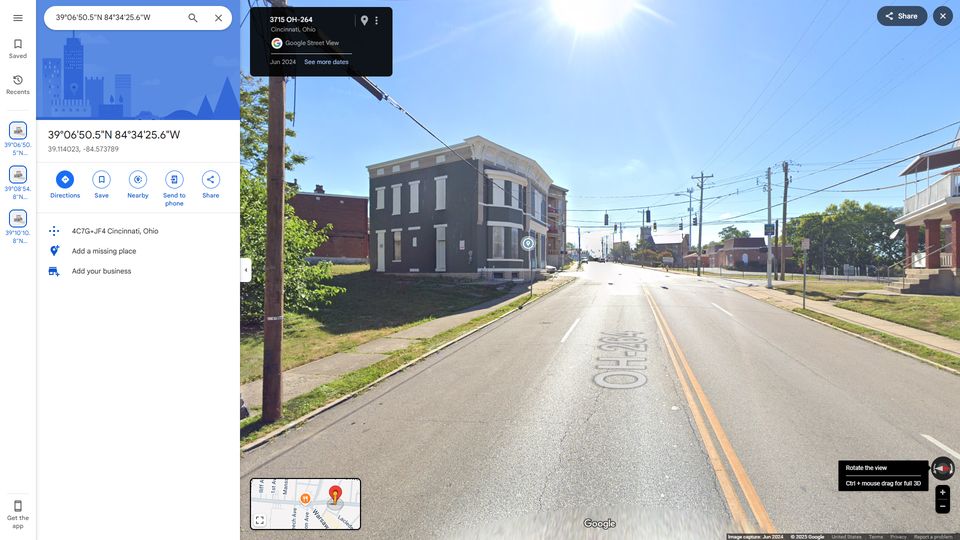 39°06'50.5"N 84°34'25.6"W
Saved
Recents
39°06'50.
5"N...
39°08'54.
8"N...
39°10'10.
8"N...
Get the
app
39°06'50.5"N 84°34'25.6"W
39.114023, -84.573789
Directions
Save
Nearby
Send to
phone
Share
4C7G+JF4 Cincinnati, Ohio
Add a missing place
Add your business
3715 OH-264
Cincinnati, Ohio
Google Street View
Jun 2024 See more dates
Share
OH-264
Rotate the view
Ctrl + mouse drag for full 3D
1st Ave
Warsaw
Google
Image capture: Jun 2024 © 2025 Google United States Terms Privacy Report a problem